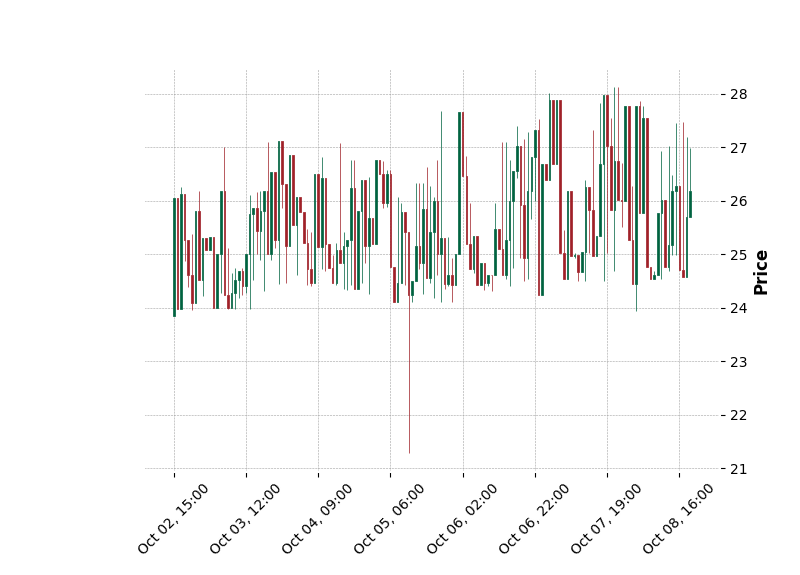 28
27
26
25
24
23
22
21
Price
Oct 02, 15:00
Oct 03, 12:00
Oct 04, 09:00
Oct 05, 06:00
Oct 06, 02:00
Oct 06, 22:00
Oct 07, 19:00
Oct 08, 16:00